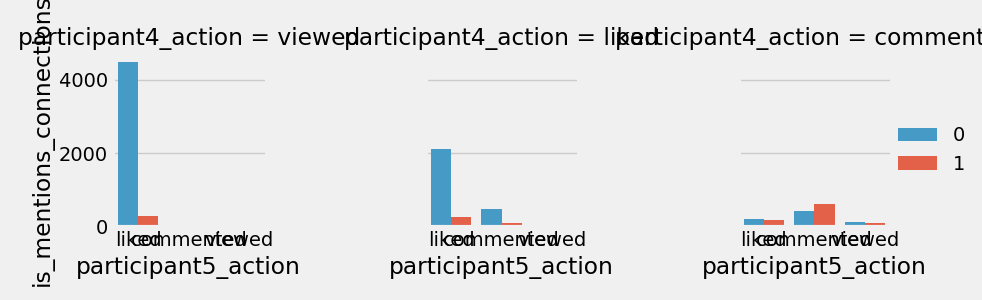 participant4_action = viewed
participant4_action = liked
participant4_action = comment
is_mentions_connections
4000
2000
0
liked
commented
viewed
liked
commented
viewed
liked
commented
viewed
participant5_action
participant5_action
participant5_action
0
1